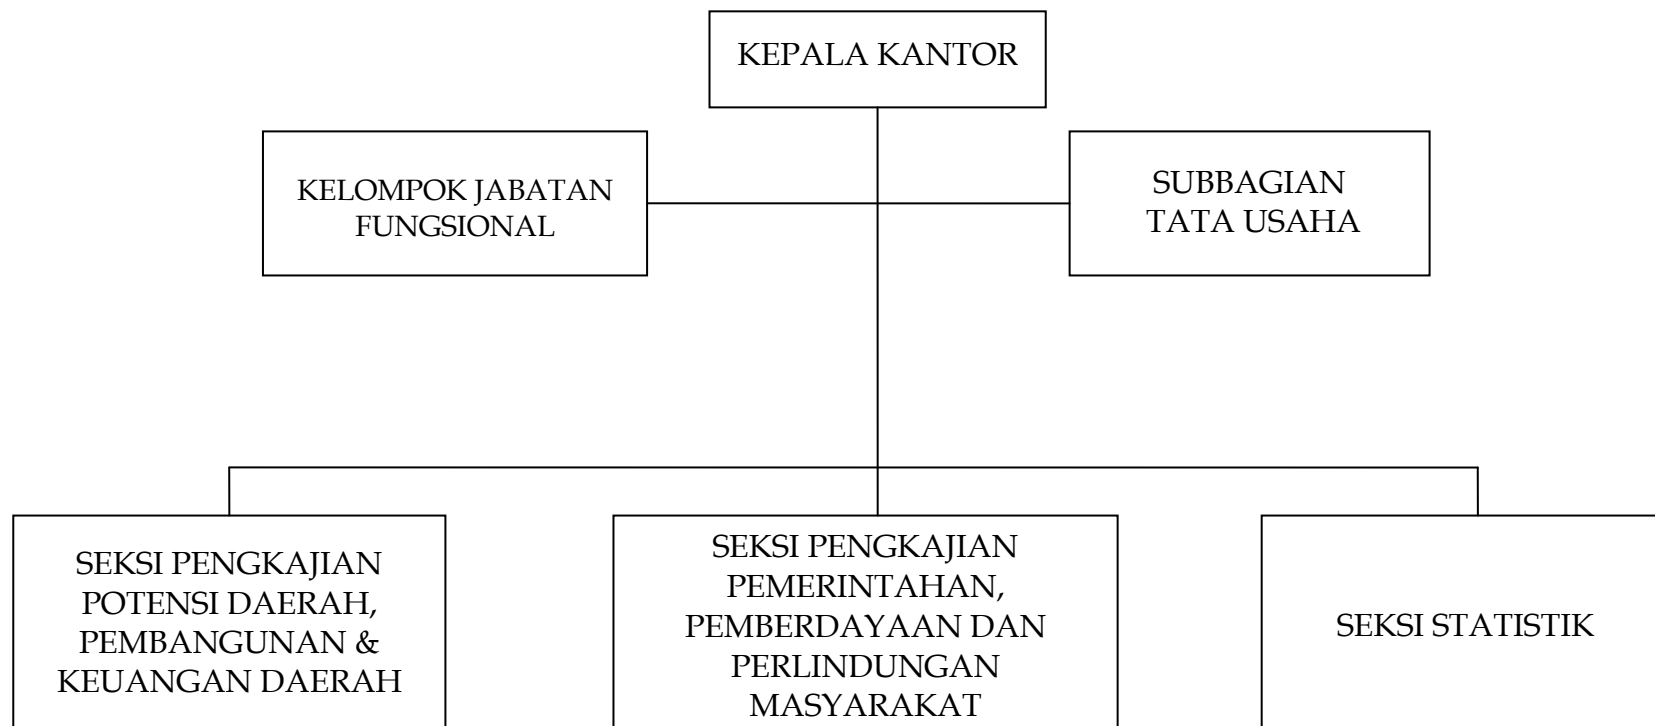 KEPALA KANTOR
KELOMPOK JABATAN
FUNGSIONAL
SUBBAGIAN
TATA USAHA
SEKSI PENGKAJIAN
POTENSI DAERAH,
PEMBANGUNAN &
KEUANGAN DAERAH
SEKSI PENGKAJIAN
PEMERINTAHAN,
PEMBERDAYAAN DAN
PERLINDUNGAN
MASYARAKAT
SEKSI STATISTIK